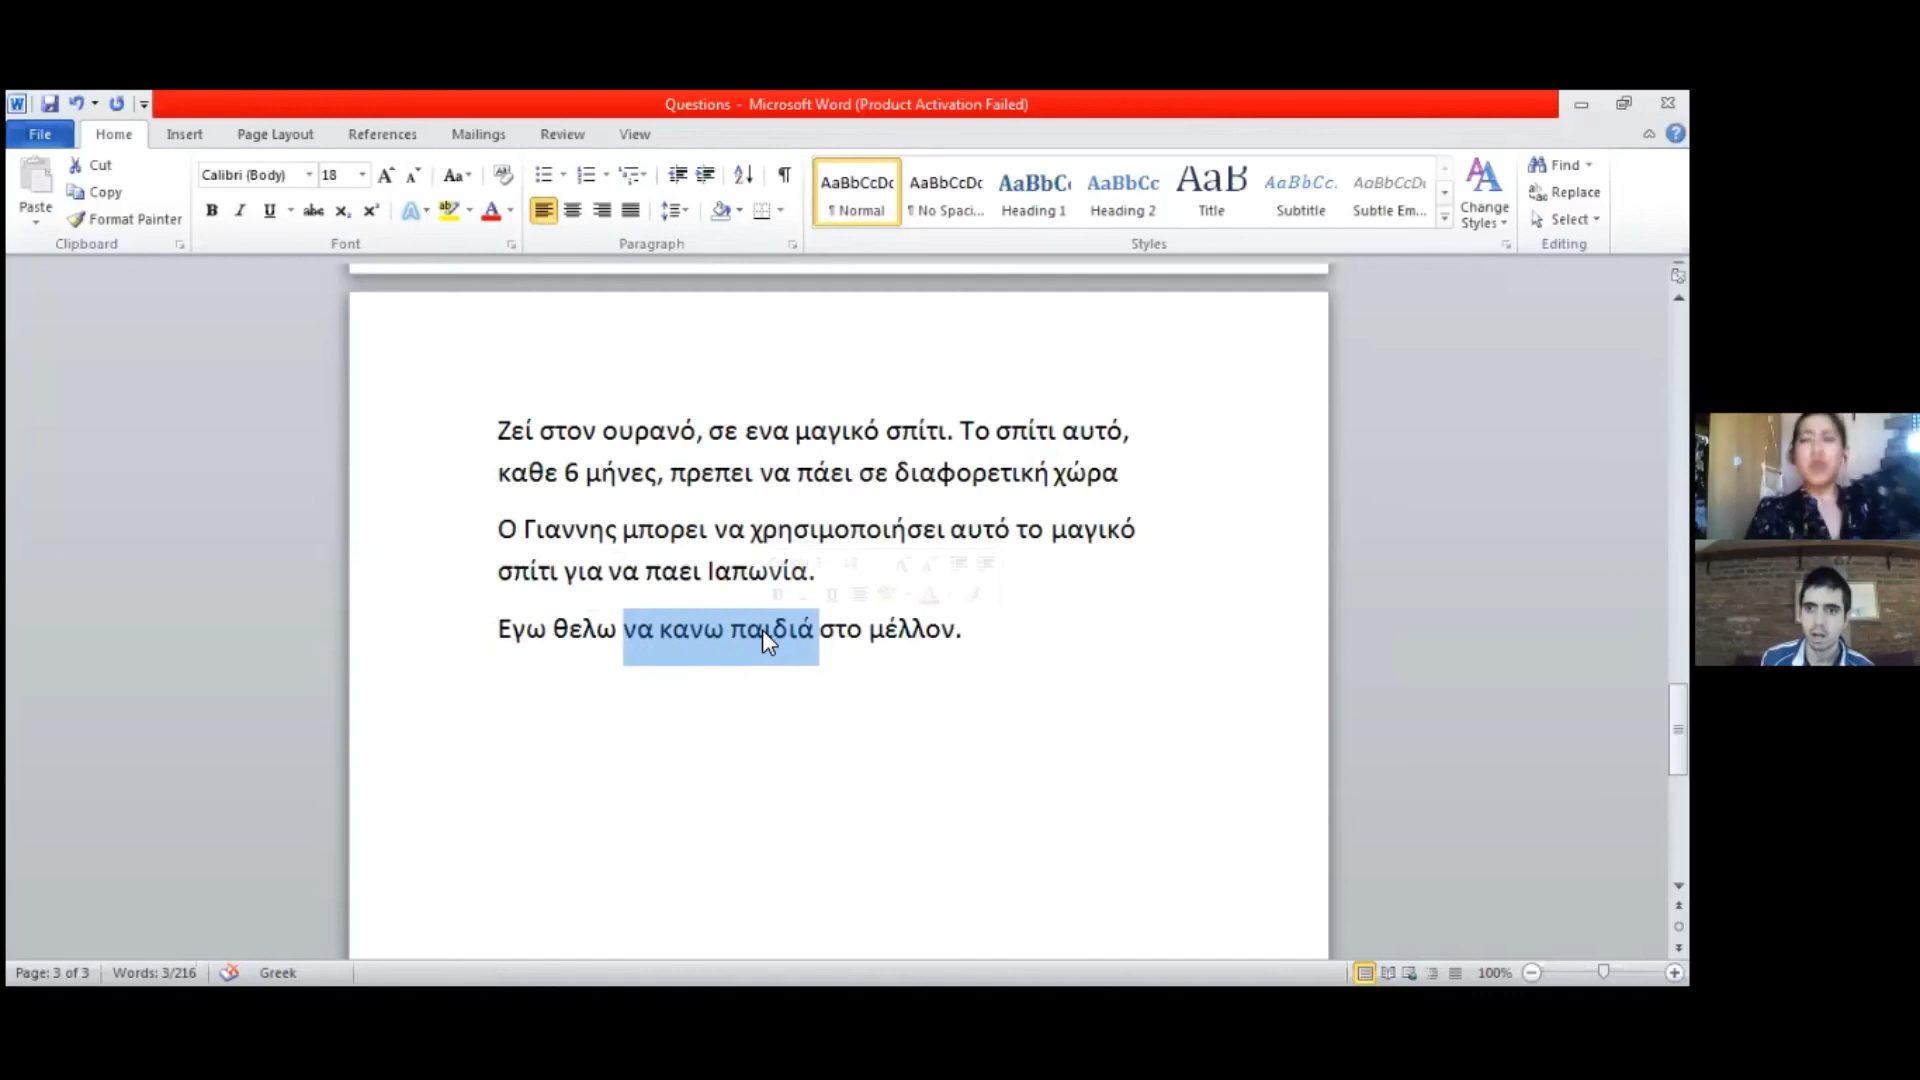 Questions - Microsoft Word (Product Activation Failed)
File Home Insert Page Layout References Mailings Review View
Cut
Copy
Format Painter
Paste
Clipboard
Calibri (Body) 18
Font
Paragraph
AaBbCcDc AaBbCcDc AaBbC AaBbCc AaB AaBbCc. AaBbCcDc
¶ Normal ¶ No Spaci... Heading 1 Heading 2 Title Subtitle Subtle Em...
Change Styles
Styles
Find
Replace
Select
Editing
Ζεί στον ουρανό, σε ενα μαγικό σπίτι. Το σπίτι αυτό,
καθε 6 μήνες, πρεπει να πάει σε διαφορετική χώρα
Ο Γιαννης μπορει να χρησιμοποιήσει αυτό το μαγικό
σπίτι για να παει Ιαπωνία.
Εγω θελω να κανω παιδιά στο μέλλον.
Page: 3 of 3 Words: 3/216 Greek 100%